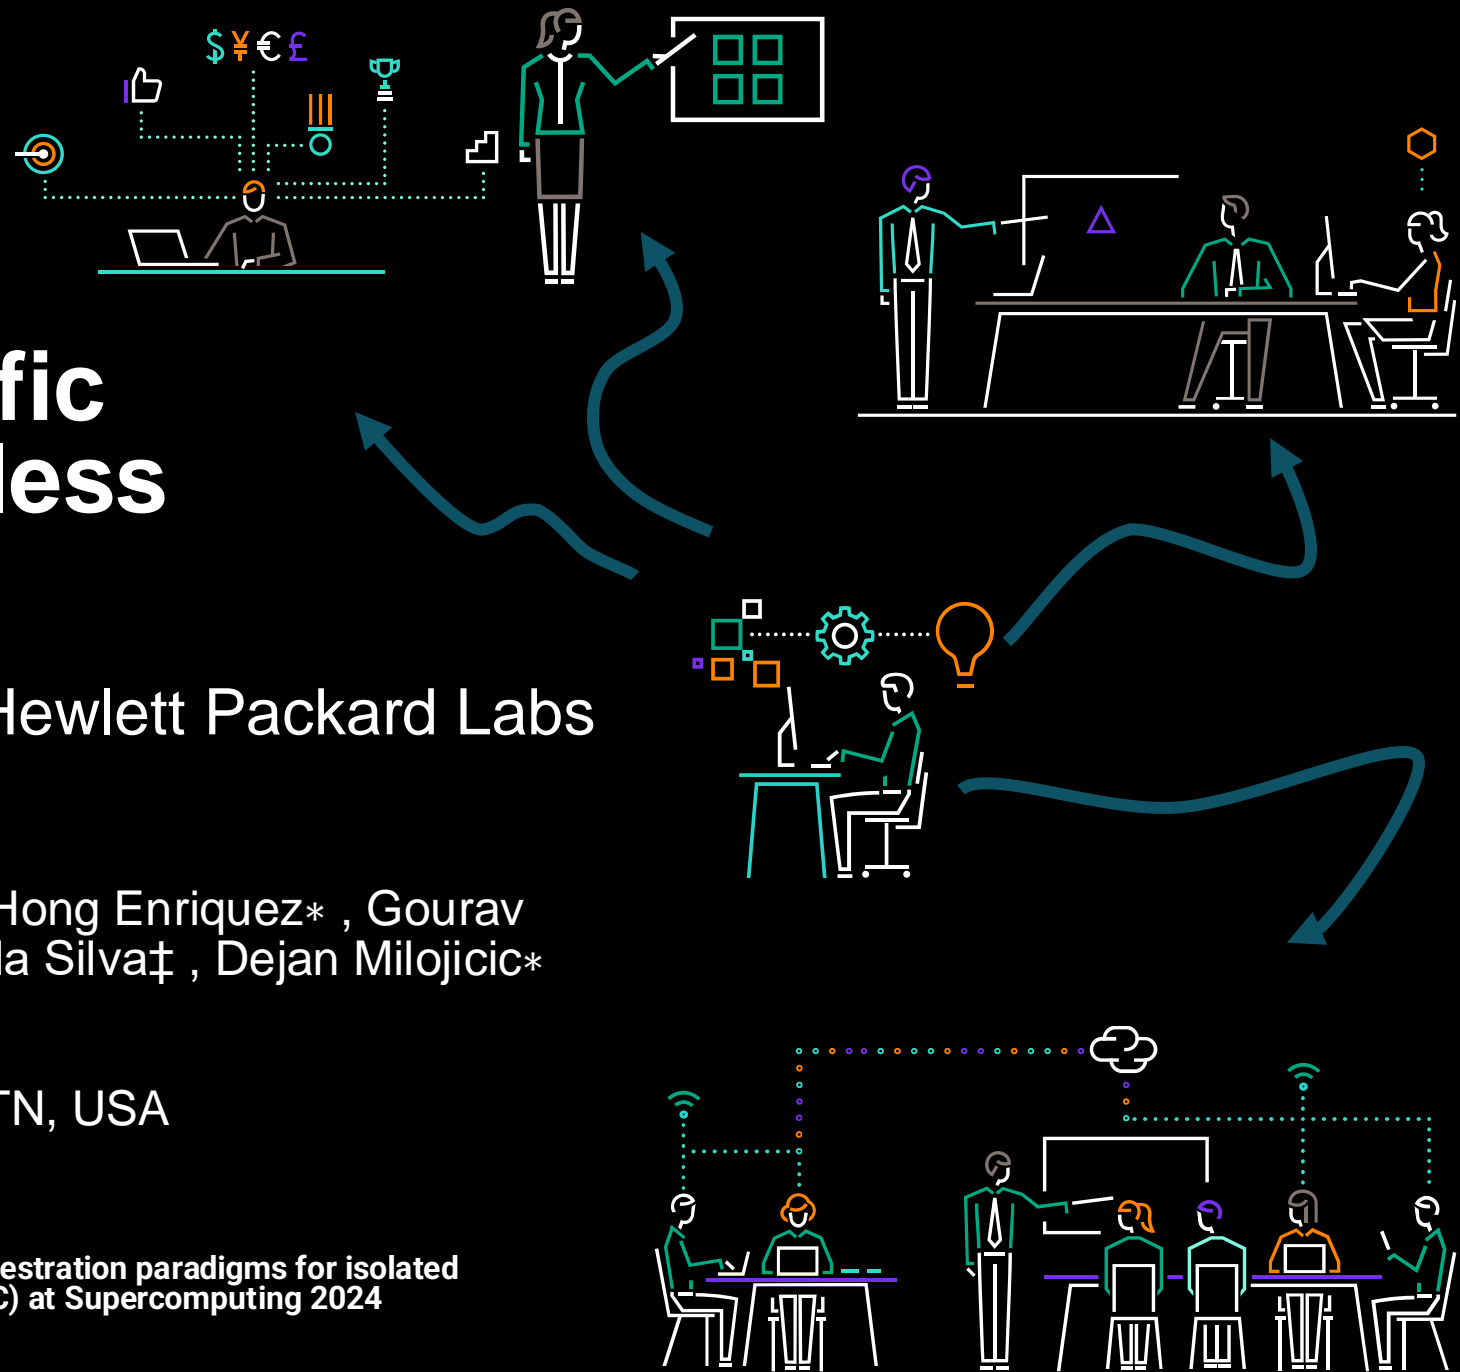 $ ¥ € £
fic
less
Hewlett Packard Labs
Hong Enriquez∗ , Gourav
la Silva‡ , Dejan Milojicic∗
TN, USA
estration paradigms for isolated
C) at Supercomputing 2024